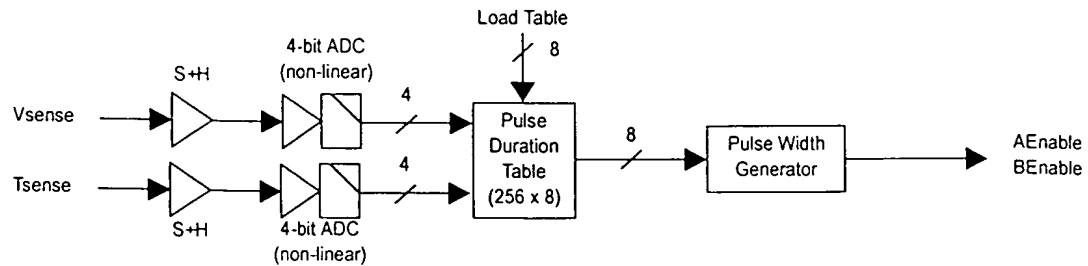 Load Table
8
4-bit ADC
(non-linear)
S+H
4
Vsense
Pulse
Duration
Table
(256 x 8)
8
Pulse Width
Generator
AEnable
BEnable
Tsense
4
S+H
4-bit ADC
(non-linear)